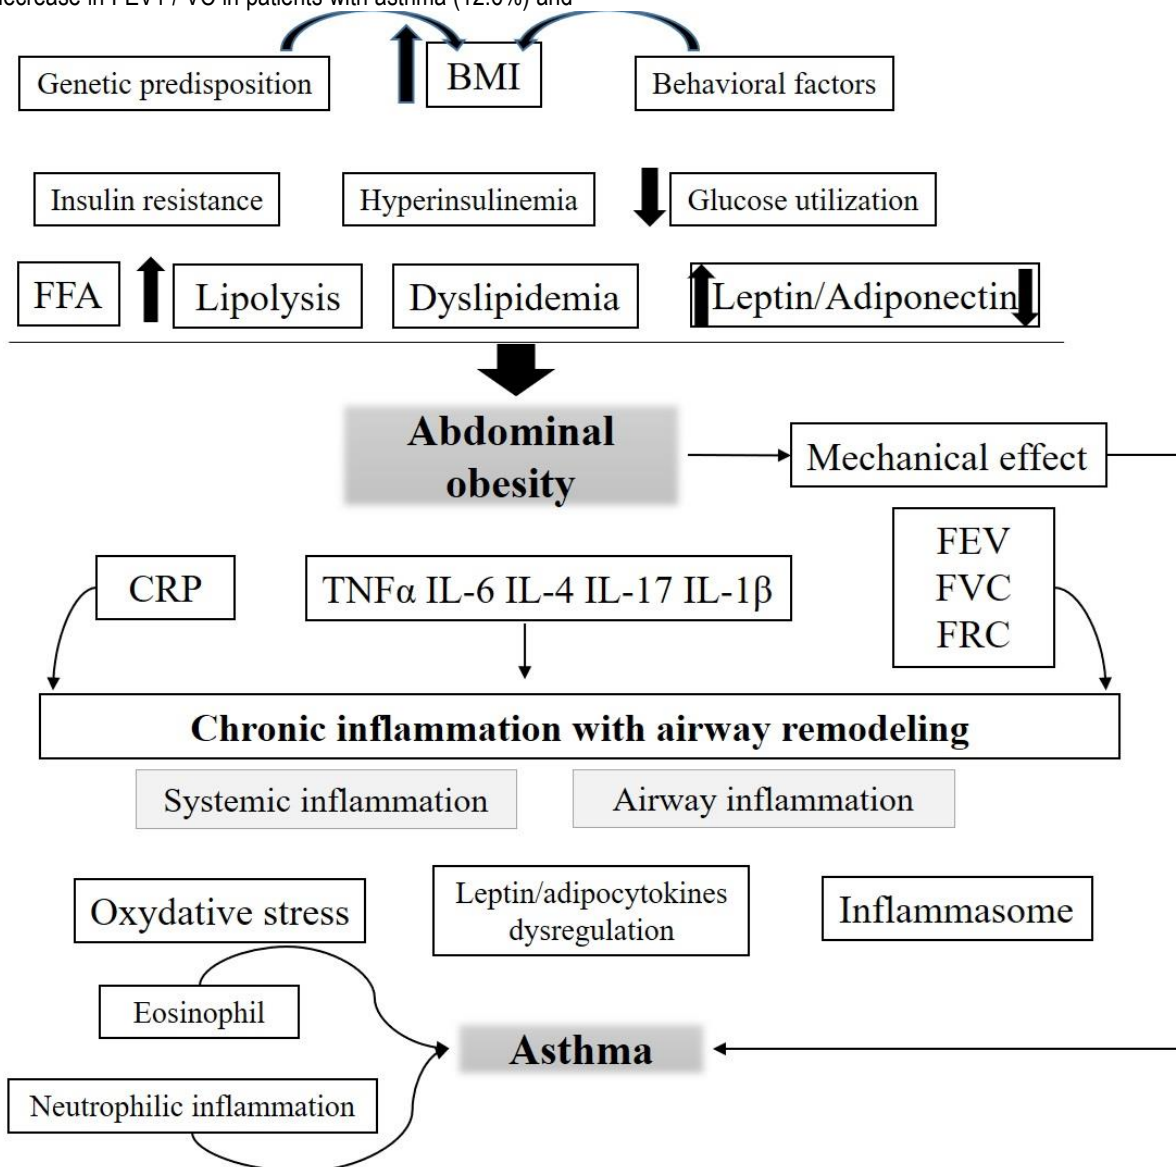 decrease in FEV1 / VC in patients with asthma (12.6%) and
BMI
Genetic predisposition
Behavioral factors
Insulin resistance
Hyperinsulinemia
Glucose utilization
FFA
Lipolysis
Dyslipidemia
Leptin/Adiponectin
Abdominal
obesity
Mechanical effect
FEV
FVC
FRC
CRP
TNFα IL-6 IL-4 IL-17 IL-1β
Chronic inflammation with airway remodeling
Systemic inflammation
Airway inflammation
Oxydative stress
Leptin/adipocytokines
dysregulation
Inflammasome
Eosinophil
Asthma
Neutrophilic inflammation